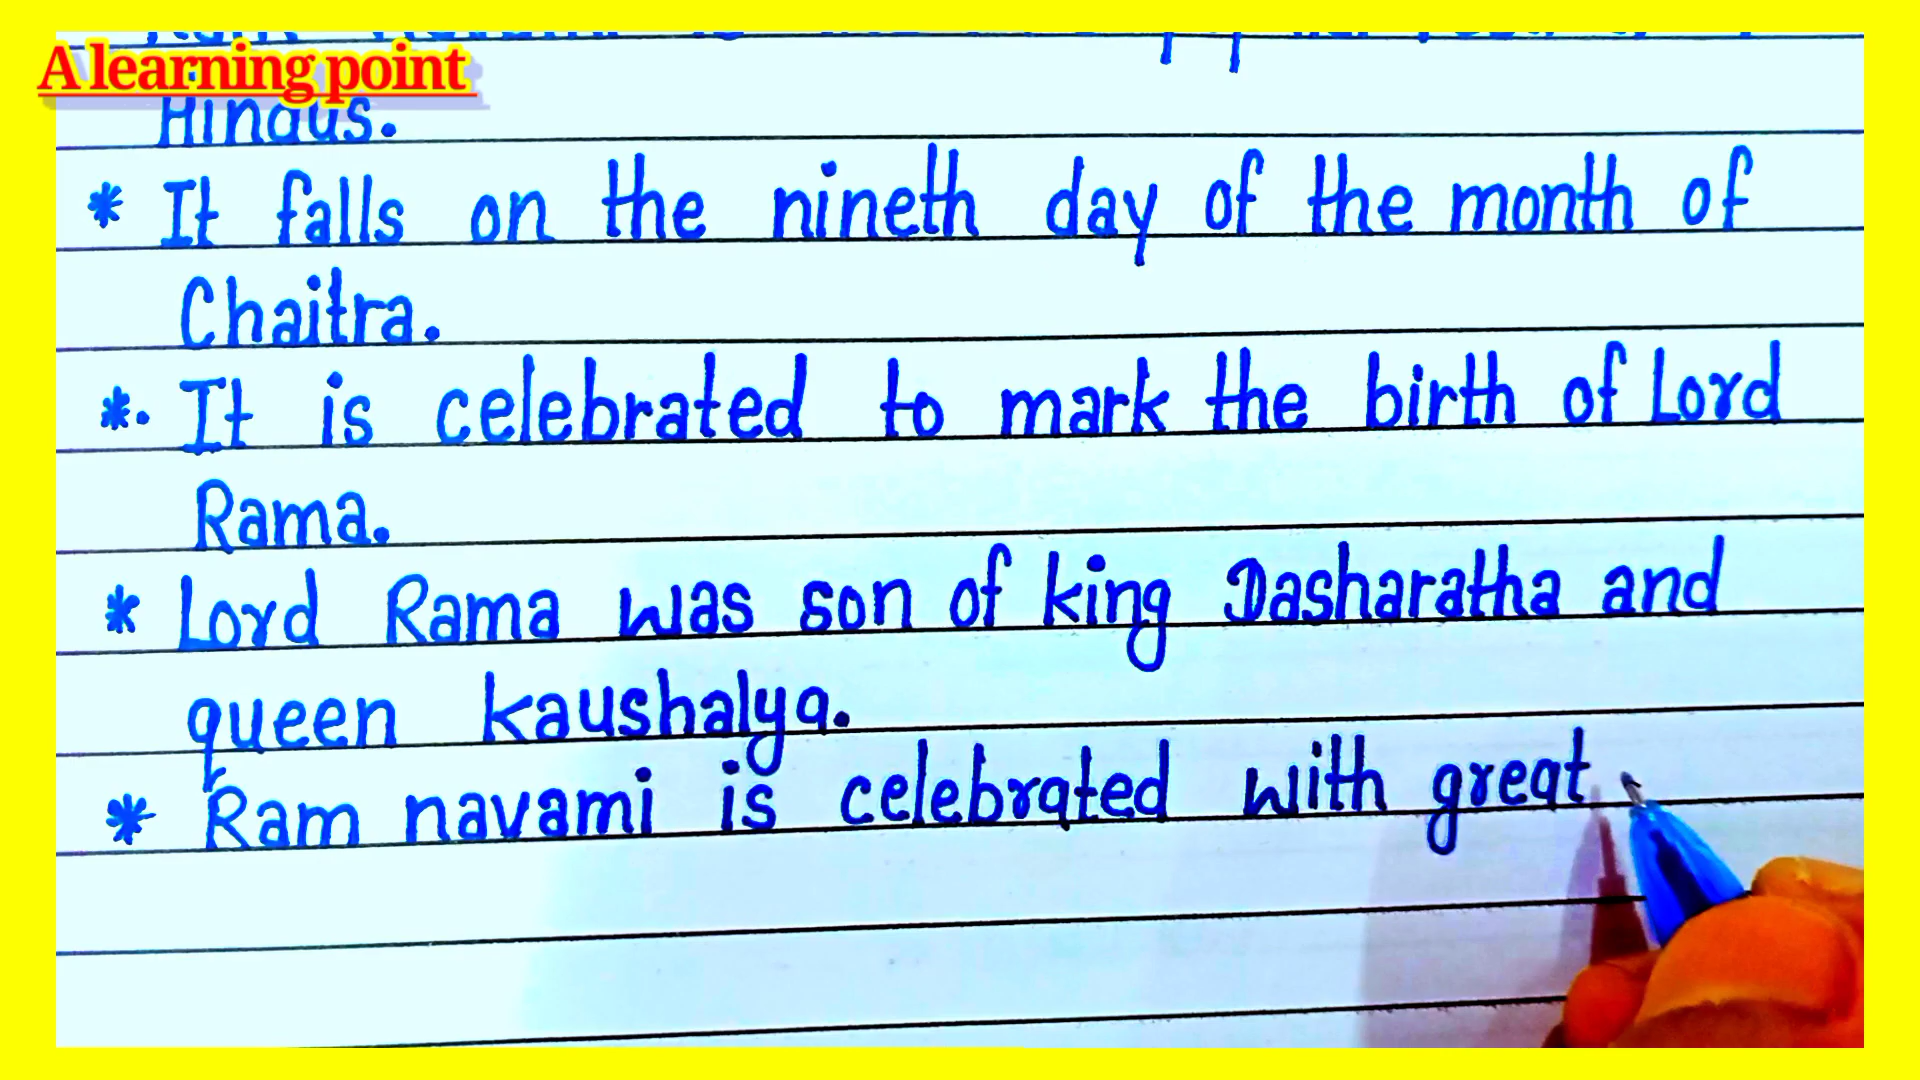 A learning point
Hindus.
* It falls on the nineth day of the month of
Chaitra.
*. It is celebrated to mark the birth of Lord
Rama.
* Lord Rama was son of king Dasharatha and
queen kaushalya.
* Ram navami is celebrated with great